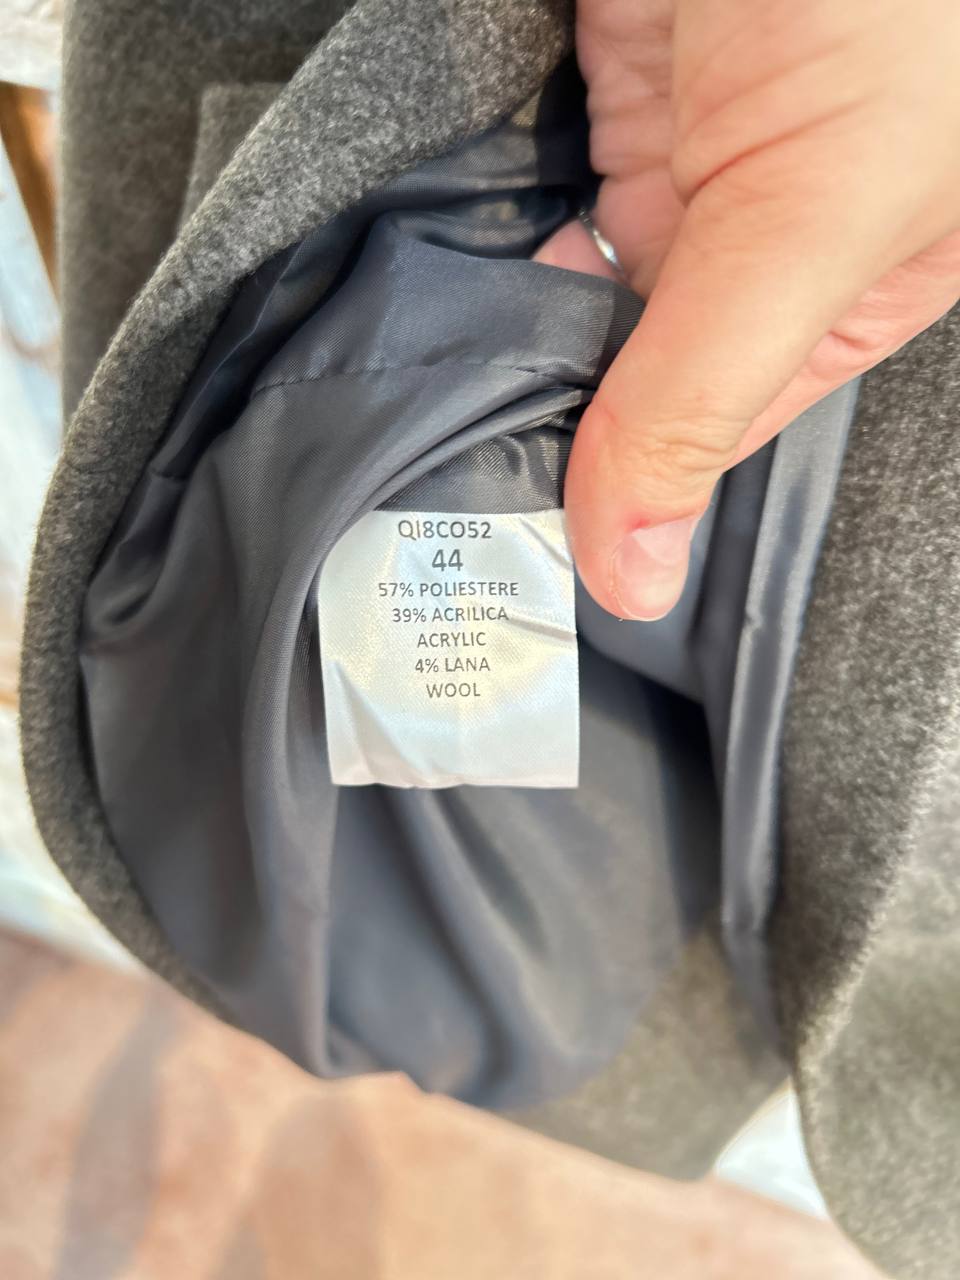 QI8CO52
44
57% POLIESTERE
39% ACRILICA
ACRYLIC
4% LANA
WOOL